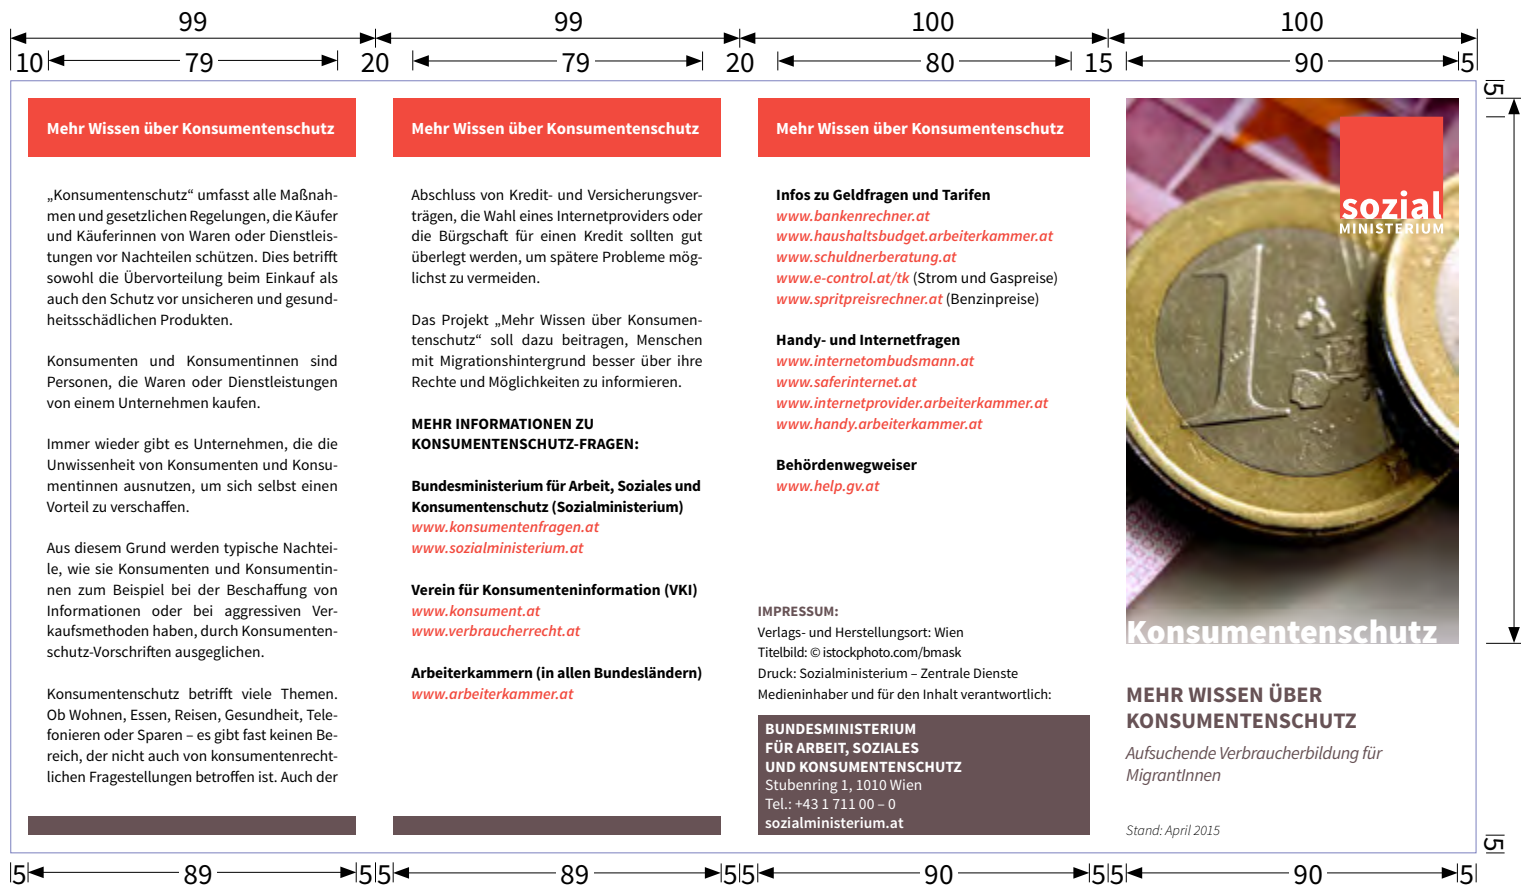 99 99 100 100
10 79 20 79 20 80 15 90 5
5
Mehr Wissen über Konsumentenschutz
„Konsumentenschutz“ umfasst alle Maßnah-
men und gesetzlichen Regelungen, die Käufer
und Käuferinnen von Waren oder Dienstleis-
tungen vor Nachteilen schützen. Dies betrifft
sowohl die Übervorteilung beim Einkauf als
auch den Schutz vor unsicheren und gesund-
heitsschädlichen Produkten.
Konsumenten und Konsumentinnen sind
Personen, die Waren oder Dienstleistungen
von einem Unternehmen kaufen.
Immer wieder gibt es Unternehmen, die die
Unwissenheit von Konsumenten und Konsu-
mentinnen ausnutzen, um sich selbst einen
Vorteil zu verschaffen.
Aus diesem Grund werden typische Nachtei-
le, wie sie Konsumenten und Konsumentin-
nen zum Beispiel bei der Beschaffung von
Informationen oder bei aggressiven Ver-
kaufsmethoden haben, durch Konsumenten-
schutz-Vorschriften ausgeglichen.
Konsumentenschutz betrifft viele Themen.
Ob Wohnen, Essen, Reisen, Gesundheit, Tele-
fonieren oder Sparen – es gibt fast keinen Be-
reich, der nicht auch von konsumentenrecht-
lichen Fragestellungen betroffen ist. Auch der
Mehr Wissen über Konsumentenschutz
Abschluss von Kredit- und Versicherungsver-
trägen, die Wahl eines Internetproviders oder
die Bürgschaft für einen Kredit sollten gut
überlegt werden, um spätere Probleme mög-
lichst zu vermeiden.
Das Projekt „Mehr Wissen über Konsumen-
tenschutz“ soll dazu beitragen, Menschen
mit Migrationshintergrund besser über ihre
Rechte und Möglichkeiten zu informieren.
MEHR INFORMATIONEN ZU
KONSUMENTENSCHUTZ-FRAGEN:
Bundesministerium für Arbeit, Soziales und
Konsumentenschutz (Sozialministerium)
www.konsumentenfragen.at
www.sozialministerium.at
Verein für Konsumenteninformation (VKI)
www.konsument.at
www.verbraucherrecht.at
Arbeiterkammern (in allen Bundesländern)
www.arbeiterkammer.at
Mehr Wissen über Konsumentenschutz
Infos zu Geldfragen und Tarifen
www.bankenrechner.at
www.haushaltsbudget.arbeiterkammer.at
www.schuldnerberatung.at
www.e-control.at/tk (Strom und Gaspreise)
www.spritpreisrechner.at (Benzinpreise)
Handy- und Internetfragen
www.internetombudsmann.at
www.saferinternet.at
www.internetprovider.arbeiterkammer.at
www.handy.arbeiterkammer.at
Behördenwegweiser
www.help.gv.at
IMPRESSUM:
Verlags- und Herstellungsort: Wien
Titelbild: © istockphoto.com/bmask
Druck: Sozialministerium – Zentrale Dienste
Medieninhaber und für den Inhalt verantwortlich:
BUNDESMINISTERIUM
FÜR ARBEIT, SOZIALES
UND KONSUMENTENSCHUTZ
Stubenring 1, 1010 Wien
Tel.: +43 1 711 00 – 0
sozialministerium.at
sozial
MINISTERIUM
1
Konsumentenschutz
MEHR WISSEN ÜBER
KONSUMENTENSCHUTZ
Aufsuchende Verbraucherbildung für
MigrantInnen
Stand: April 2015
5
5 89 5 5 89 5 5 90 5 5 90 5